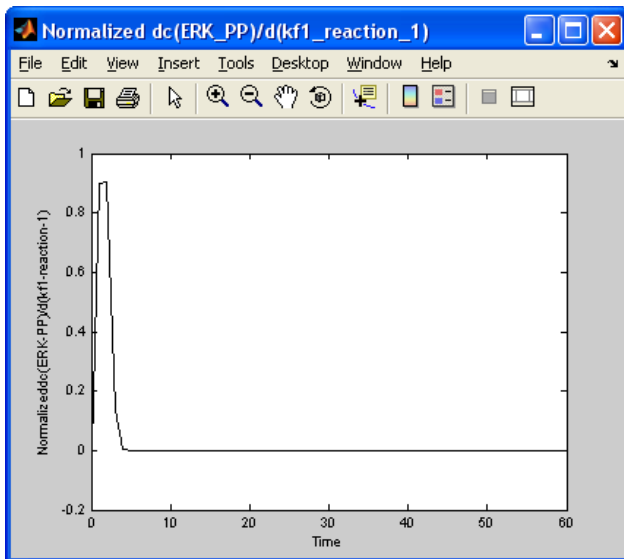 Normalized dc(ERK_PP)/d(kf1_reaction_1)
File Edit View Insert Tools Desktop Window Help
1
0.8
0.6
0.4
0.2
0
-0.2
Normalizeddc(ERK-PP)/d(kf1-reaction-1)
0 10 20 30 40 50 60
Time